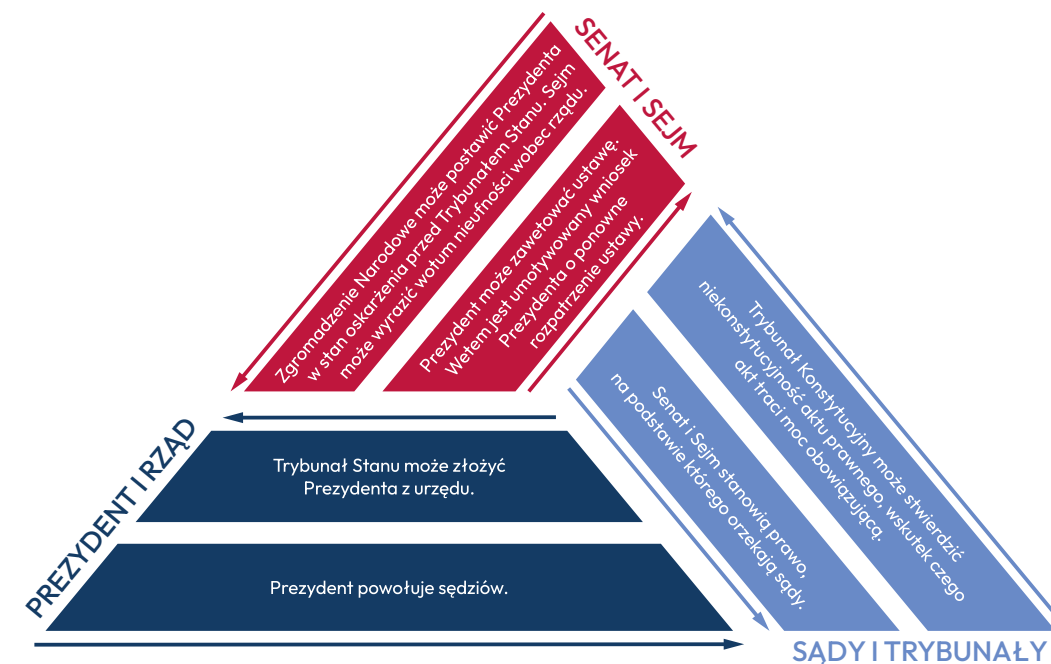 SENAT I SEJM
Zgromadzenie Narodowe może postawić Prezydenta
w stan oskarżenia przed Trybunałem Stanu. Sejm
może wyrazić wotum nieufności wobec rządu.
Prezydent może zawetować ustawę.
Wetem jest umotywowany wniosek
Prezydenta o ponowne
rozpatrzenie ustawy.
Trybunał Konstytucyjny może stwierdzić
niekonstytucyjność aktu prawnego, wskutek czego
akt traci moc obowiązującą.
Senat i Sejm stanowią prawo,
na podstawie którego orzekają sądy.
PREZYDENT I RZĄD
Trybunał Stanu może złożyć
Prezydenta z urzędu.
Prezydent powołuje sędziów.
SĄDY I TRYBUNAŁY